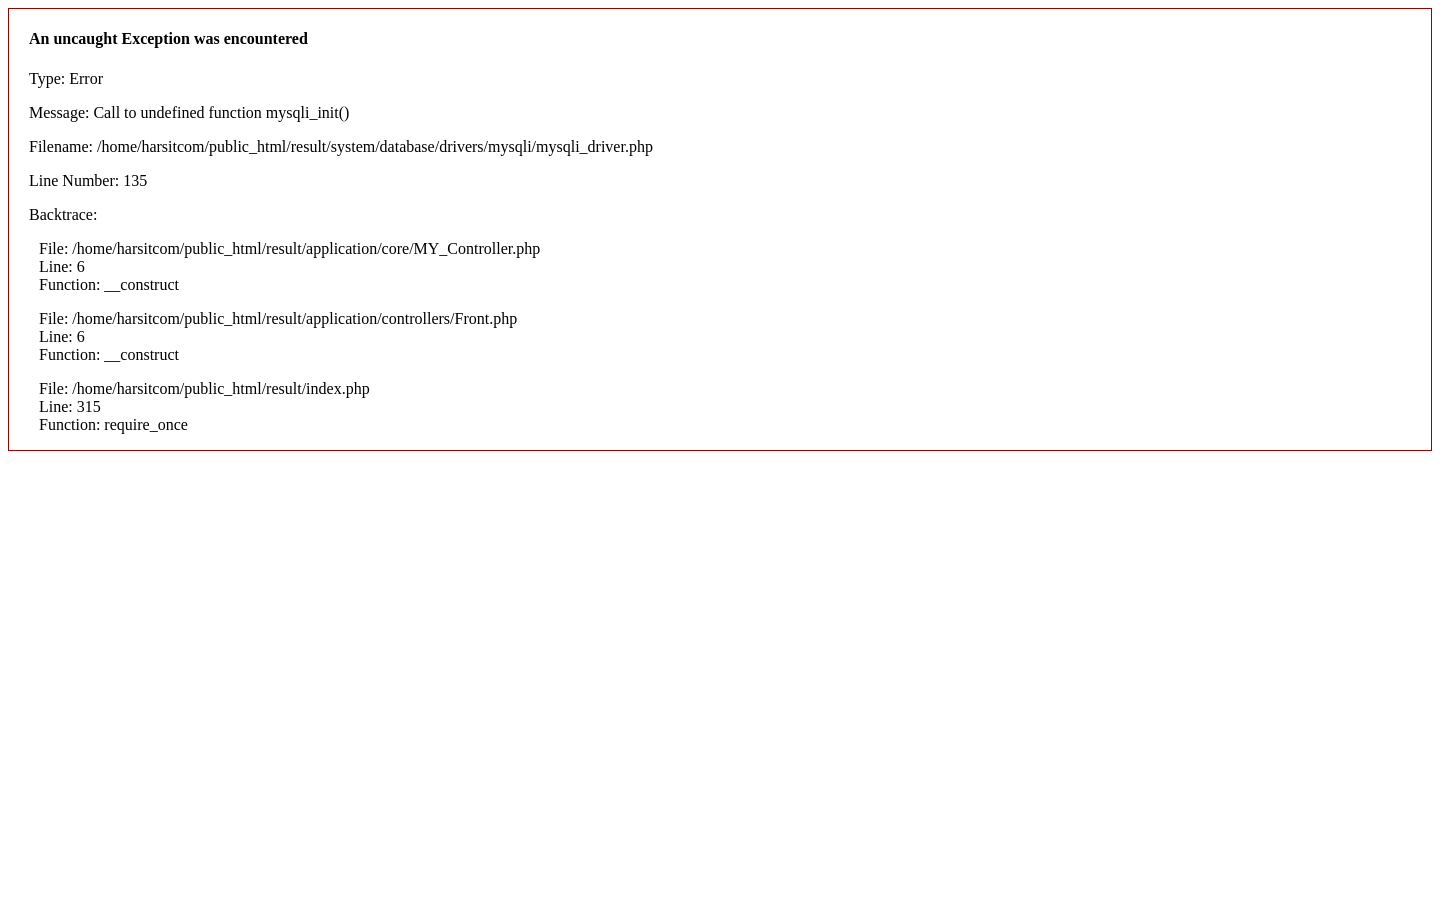 An uncaught Exception was encountered
Type: Error
Message: Call to undefined function mysqli_init()
Filename: /home/harsitcom/public_html/result/system/database/drivers/mysqli/mysqli_driver.php
Line Number: 135
Backtrace:
File: /home/harsitcom/public_html/result/application/core/MY_Controller.php
Line: 6
Function: __construct
File: /home/harsitcom/public_html/result/application/controllers/Front.php
Line: 6
Function: __construct
File: /home/harsitcom/public_html/result/index.php
Line: 315
Function: require_once